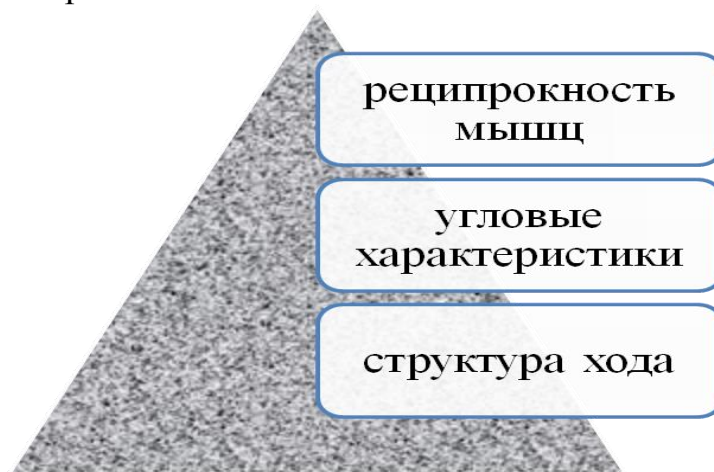 реципрокность
мышц
угловые
характеристики
структура хода